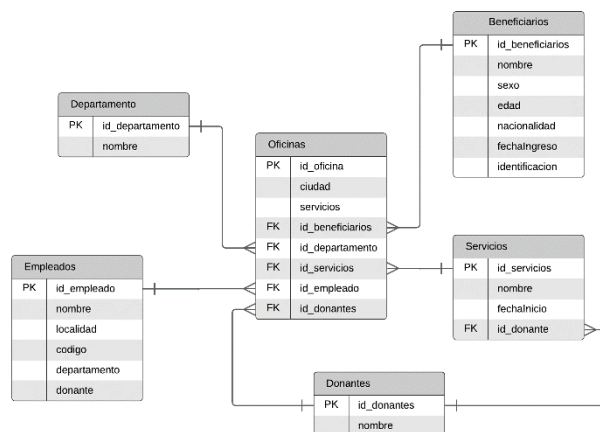 Beneficiarios
PK id_beneficiarios
nombre
sexo
edad
nacionalidad
fechaIngreso
identificacion
Departamento
PK id_departamento
nombre
Oficinas
PK id_oficina
ciudad
servicios
FK id_beneficiarios
FK id_departamento
FK id_servicios
FK id_empleado
FK id_donantes
Servicios
PK id_servicios
nombre
fechaInicio
FK id_donante
Empleados
PK id_empleado
nombre
localidad
codigo
departamento
donante
Donantes
PK id_donantes
nombre